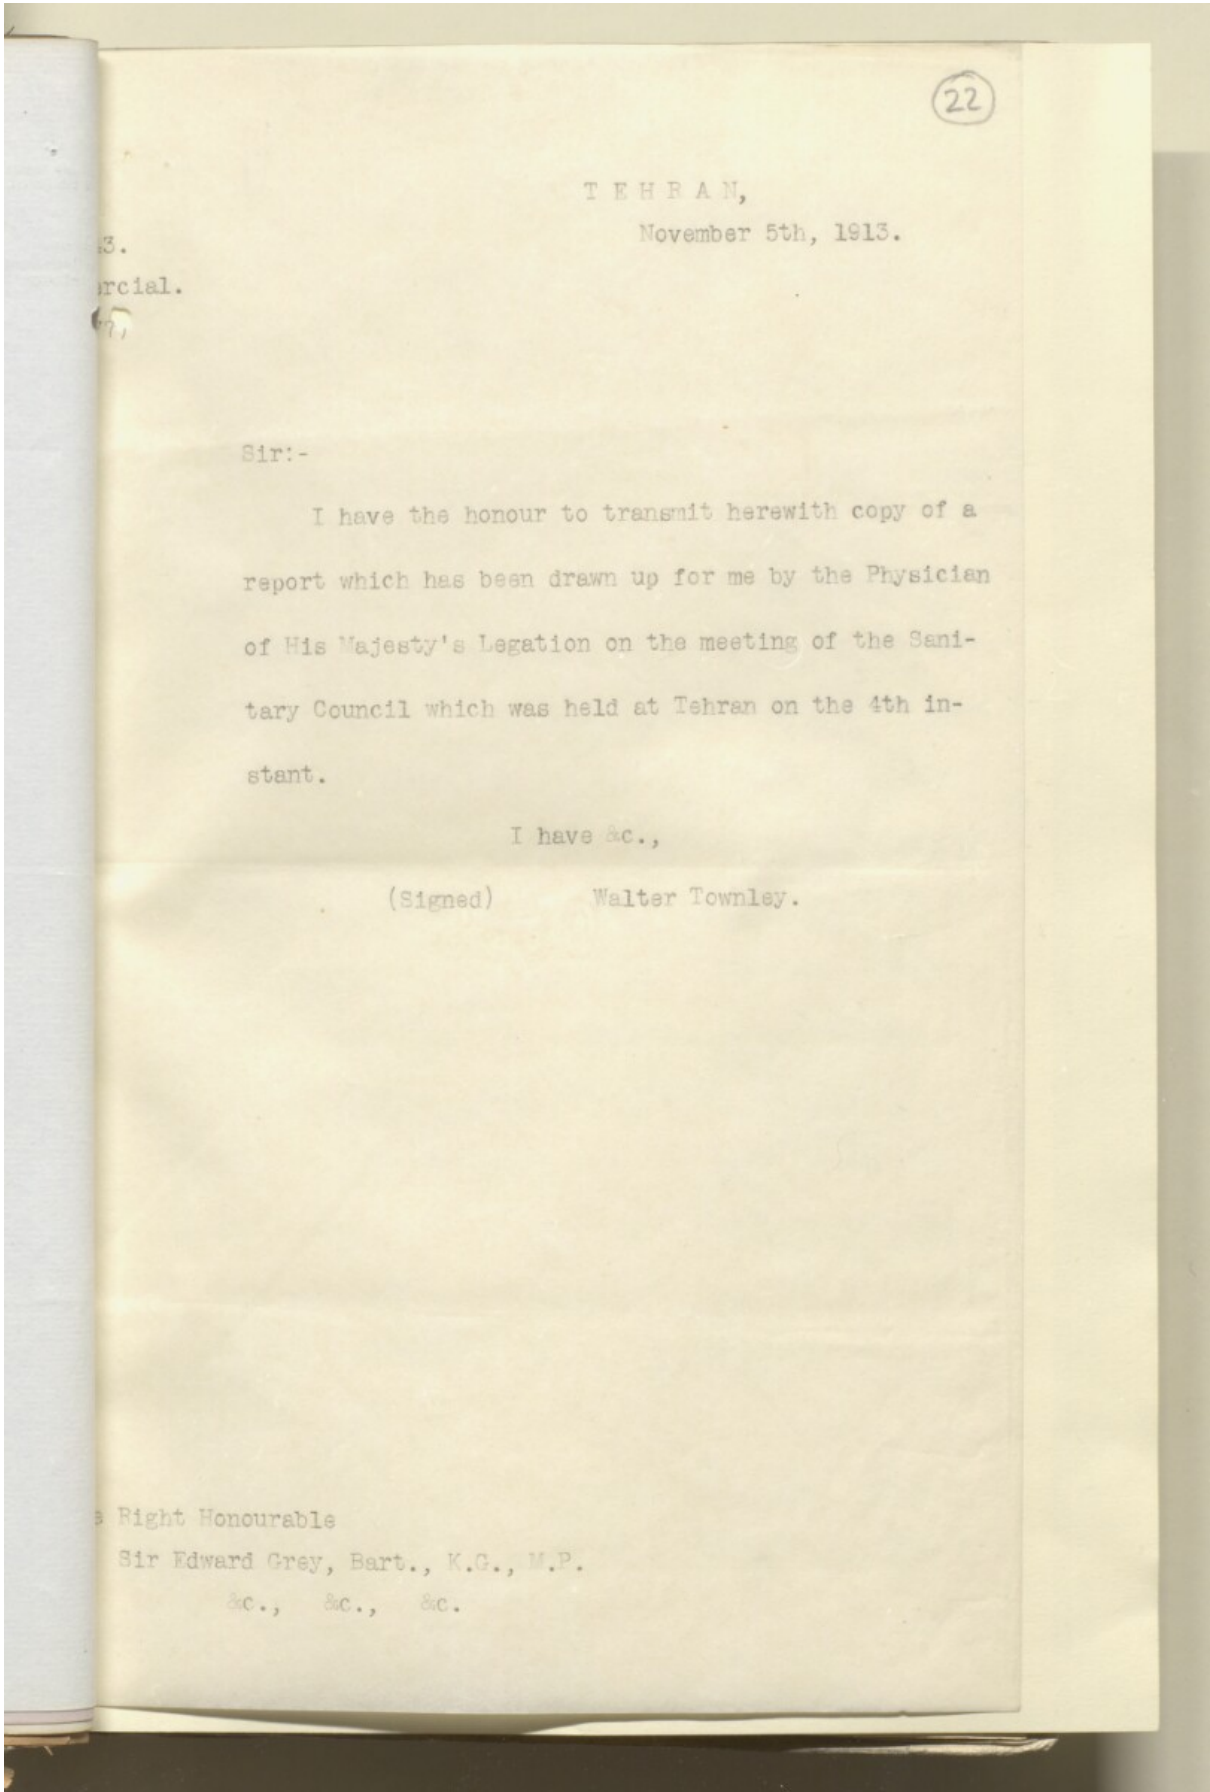 22
T E H R A N,
November 5th, 1913.
3.
rcial.
Sir:-
I have the honour to transmit herewith copy of a
report which has been drawn up for me by the Physician
of His Majesty's Legation on the meeting of the Sani-
tary Council which was held at Tehran on the 4th in-
stant.
I have &c.,
(Signed) Walter Townley.
Right Honourable
Sir Edward Grey, Bart., K.G., M.P.
&c., &c., &c.